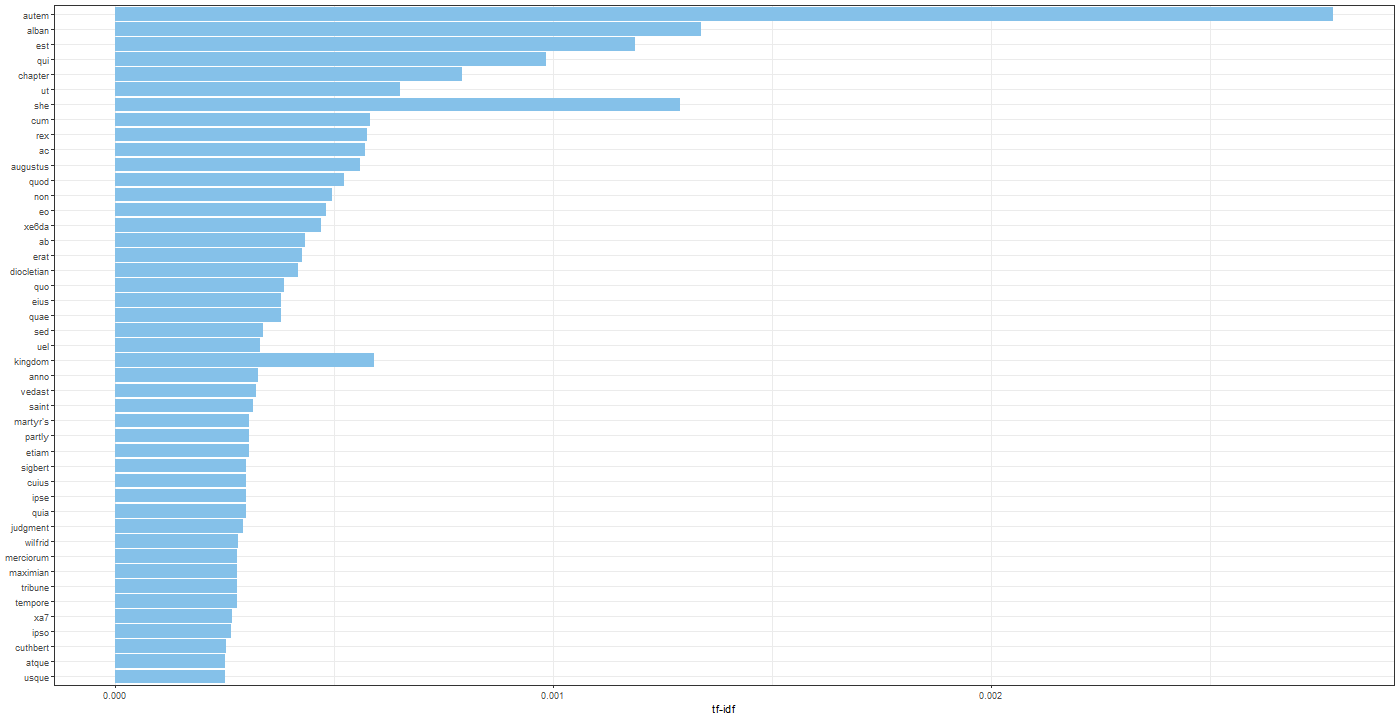 autem
alban
est
qui
chapter
ut
she
cum
rex
ac
augustus
quod
non
eo
xe6da
ab
erat
diocletian
quo
eius
quae
sed
uel
kingdom
anno
vedast
saint
martyr's
partly
etiam
sigbert
cuius
ipse
quia
judgment
wilfrid
merciorum
maximian
tribune
tempore
xa7
ipso
cuthbert
atque
usque
0.000 0.001 0.002
tf-idf